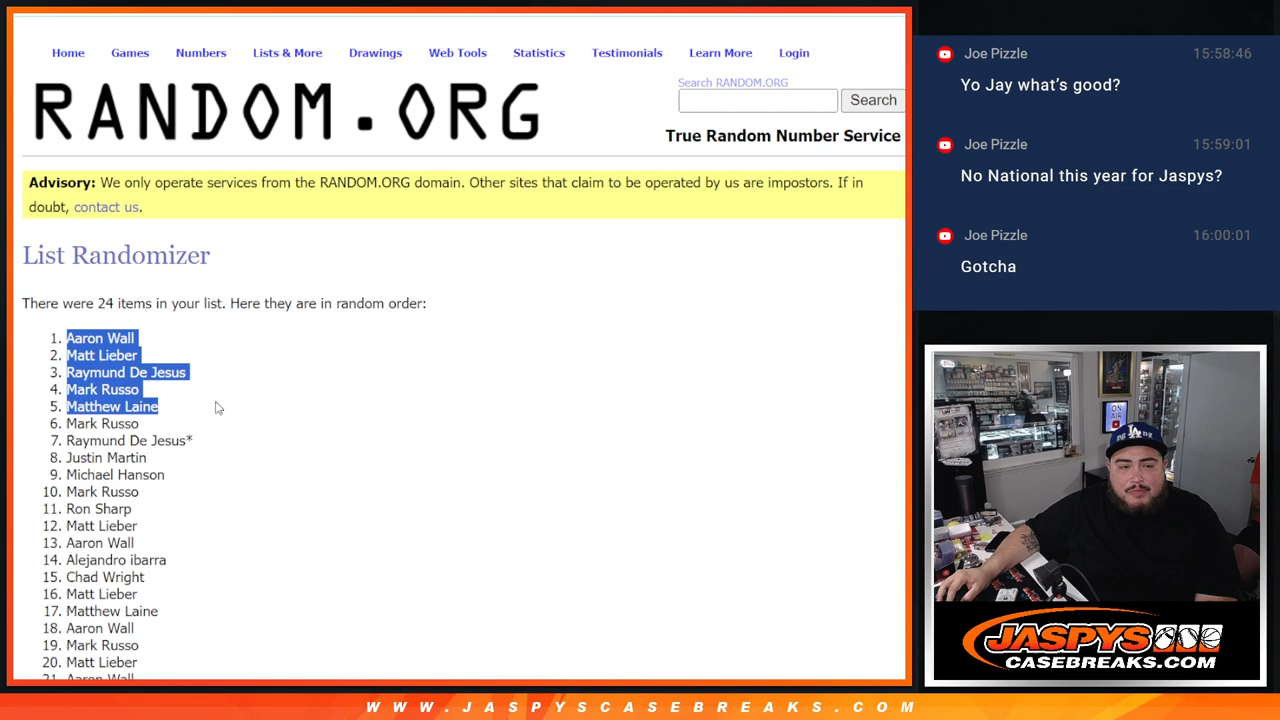 Home Games Numbers Lists & More Drawings Web Tools Statistics Testimonials Learn More Login
RANDOM.ORG
Search RANDOM.ORG
Search
True Random Number Service
Advisory: We only operate services from the RANDOM.ORG domain. Other sites that claim to be operated by us are impostors. If in
doubt, contact us.
List Randomizer
There were 24 items in your list. Here they are in random order:
1. Aaron Wall
2. Matt Lieber
3. Raymund De Jesus
4. Mark Russo
5. Matthew Laine
6. Mark Russo
7. Raymund De Jesus*
8. Justin Martin
9. Michael Hanson
10. Mark Russo
11. Ron Sharp
12. Matt Lieber
13. Aaron Wall
14. Alejandro ibarra
15. Chad Wright
16. Matt Lieber
17. Matthew Laine
18. Aaron Wall
19. Mark Russo
20. Matt Lieber
21. Aaron Wall
Joe Pizzle 15:58:46
Yo Jay what's good?
Joe Pizzle 15:59:01
No National this year for Jaspys?
Joe Pizzle 16:00:01
Gotcha
ON
AIR
LA
JASPYS
CASEBREAKS.COM
WWW.JASPYSCASEBREAKS.COM